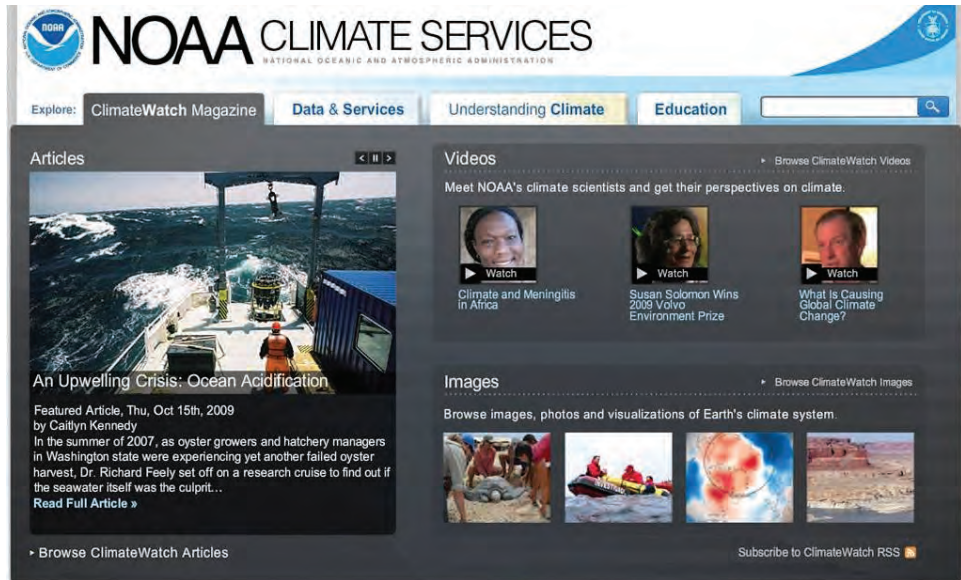 NOAA CLIMATE SERVICES
NATIONAL OCEANIC AND ATMOSPHERIC ADMINISTRATION
Explore: ClimateWatch Magazine Data & Services Understanding Climate Education
Articles
An Upwelling Crisis: Ocean Acidification
Featured Article, Thu, Oct 15th, 2009
by Caitlyn Kennedy
In the summer of 2007, as oyster growers and hatchery managers
in Washington state were experiencing yet another failed oyster
harvest, Dr. Richard Feely set off on a research cruise to find out if
the seawater itself was the culprit...
Read Full Article »
Browse ClimateWatch Articles
Videos
Browse ClimateWatch Videos
Meet NOAA's climate scientists and get their perspectives on climate.
Watch
Climate and Meningitis
in Africa
Watch
Susan Solomon Wins
2009 Volvo
Environment Prize
Watch
What Is Causing
Global Climate
Change?
Images
Browse ClimateWatch Images
Browse images, photos and visualizations of Earth's climate system.
Subscribe to ClimateWatch RSS